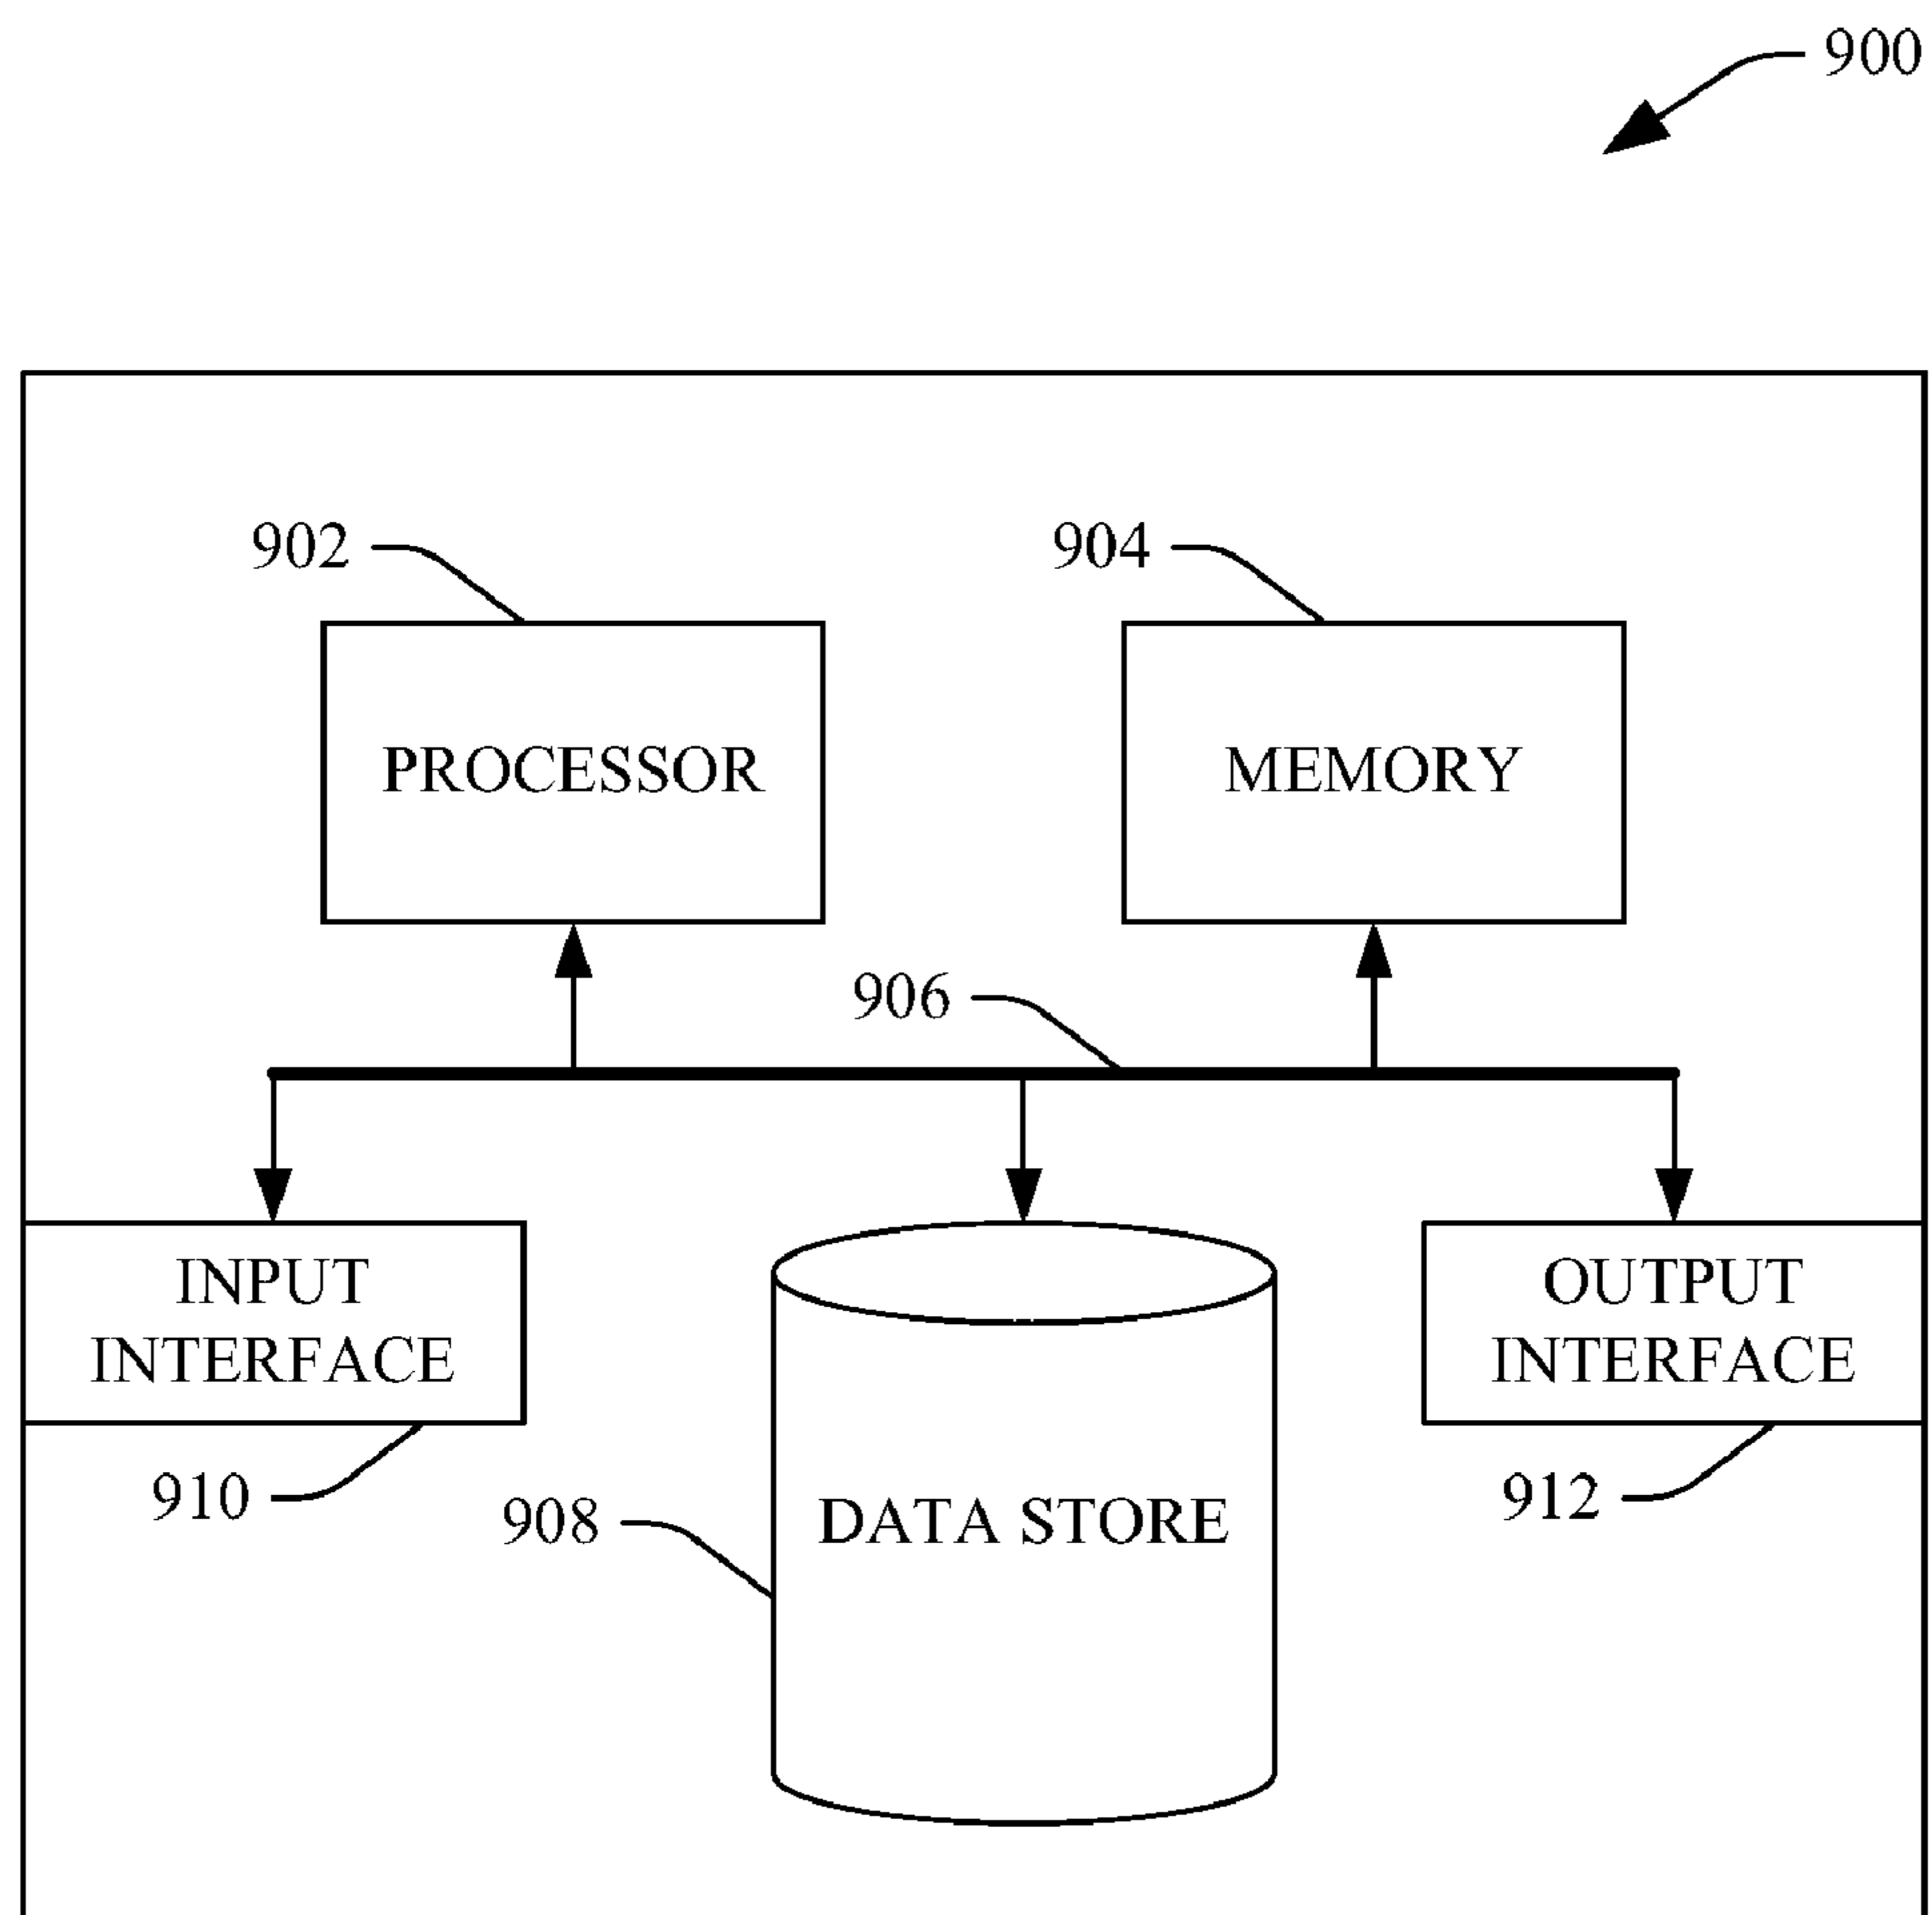 900
902
904
PROCESSOR
MEMORY
906
INPUT
INTERFACE
OUTPUT
INTERFACE
910
908
DATA STORE
912